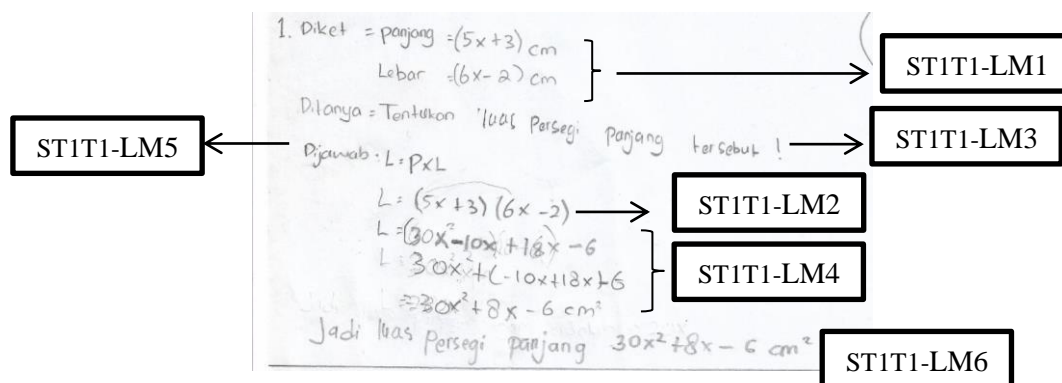 1. Diket = panjang = (5x+3) cm
Lebar = (6x-2) cm
ST1T1-LM1
Ditanya = Tentukan luas persegi panjang tersebut !
ST1T1-LM3
ST1T1-LM5
Dijawab : L = P x L
L = (5x+3) (6x-2)
ST1T1-LM2
L = (30x²-10x + 18x - 6
L = 30x² + (-10x+18x)-6
ST1T1-LM4
= 30x² + 8x - 6 cm²
Jadi luas persegi panjang 30x² + 8x - 6 cm²
ST1T1-LM6